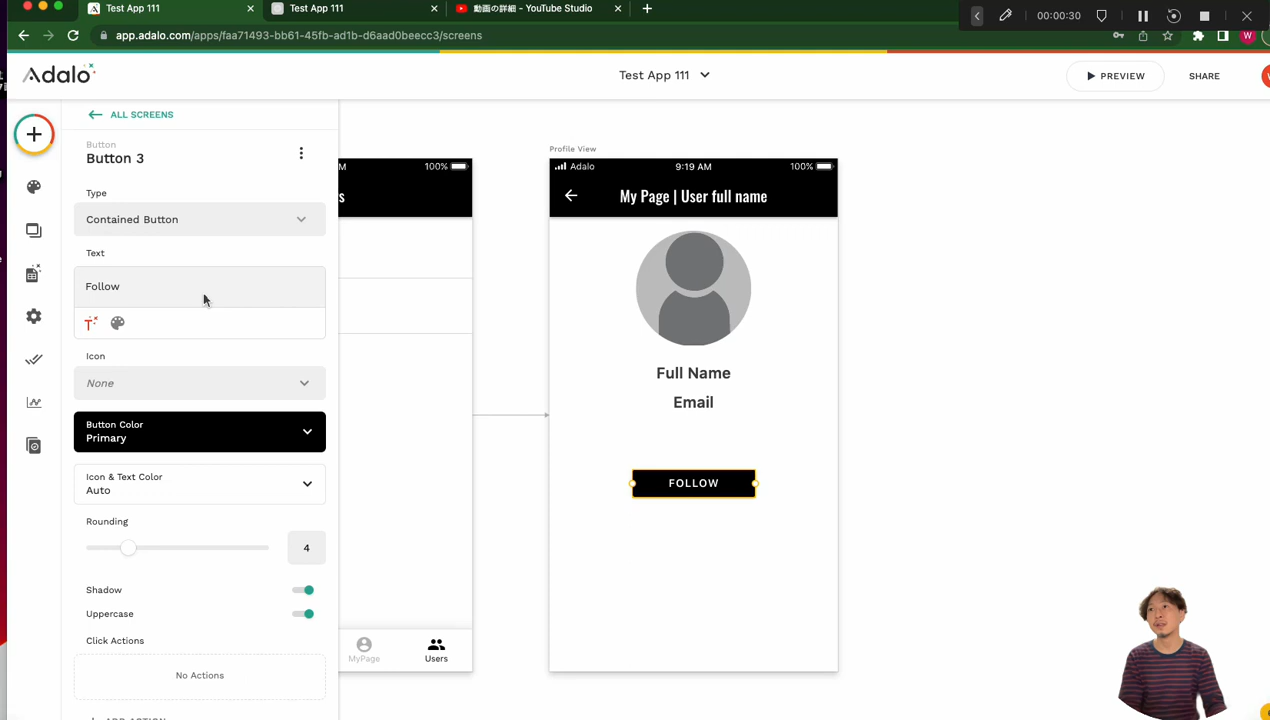 Test App 111 ×
Test App 111 ×
動画の詳細 - YouTube Studio ×
00:00:30
app.adalo.com/apps/faa71493-bb61-45fb-ad1b-d6aad0beecc3/screens
W
Adalo
Test App 111
PREVIEW
SHARE
ALL SCREENS
Button
Button 3
Type
Contained Button
Text
Follow
Icon
None
Button Color
Primary
Icon & Text Color
Auto
Rounding
4
Shadow
Uppercase
Click Actions
No Actions
M 100%
s
MyPage
Users
Profile View
Adalo 9:19 AM 100%
My Page | User full name
Full Name
Email
FOLLOW